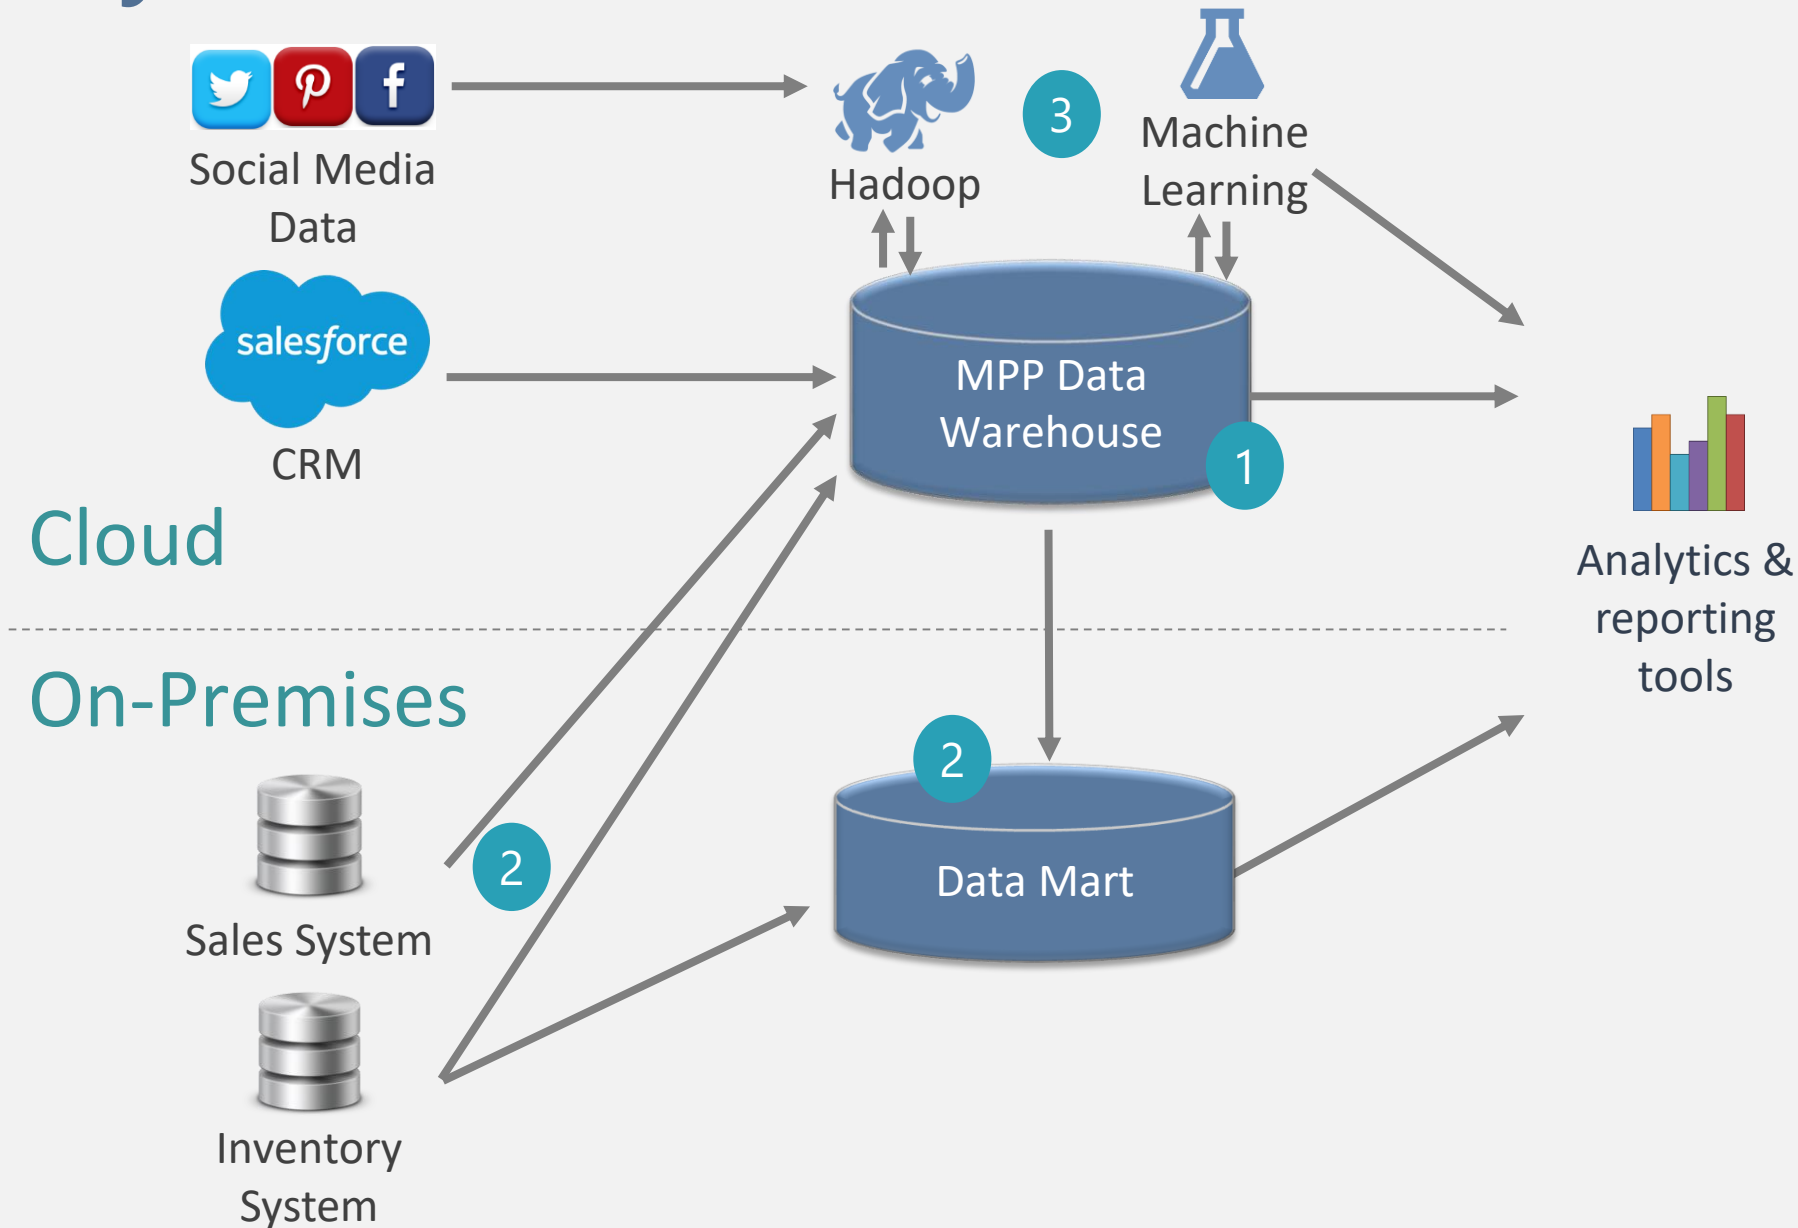 3
Machine
Learning
Social Media
Data
Hadoop
salesforce
CRM
MPP Data
Warehouse
1
Cloud
Analytics &
reporting
tools
On-Premises
2
2
Data Mart
Sales System
Inventory
System